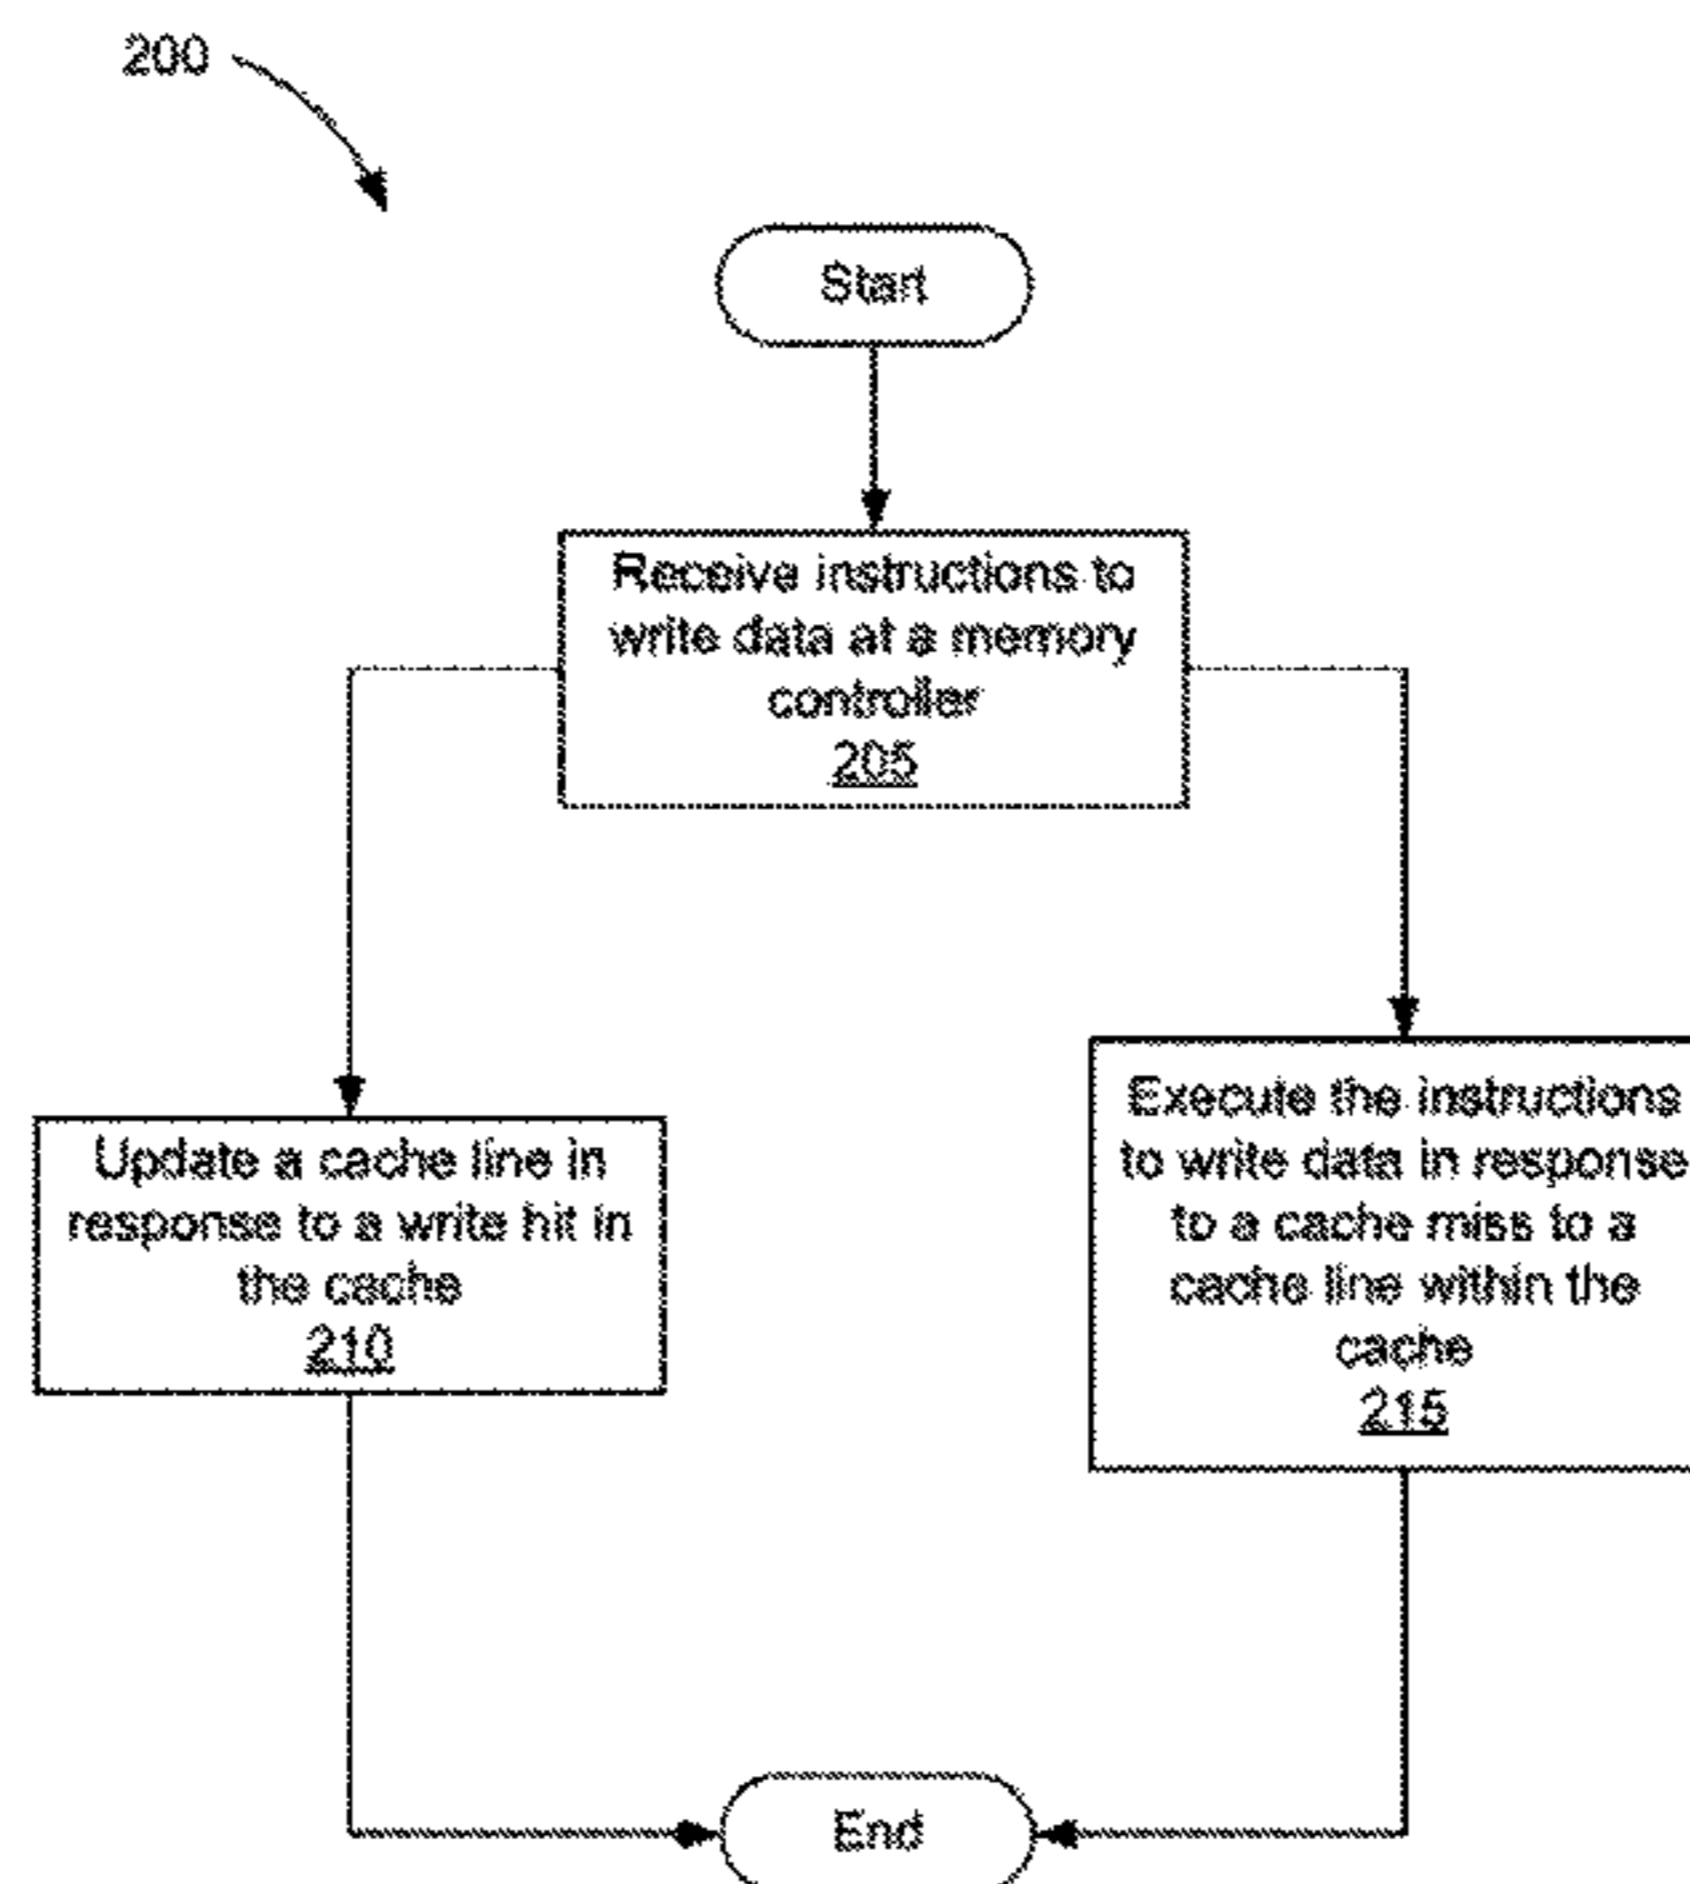 200
Start
Receive instructions to
write data at a memory
controller
205
Update a cache line in
response to a write hit in
the cache
210
Execute the instructions
to write data in response
to a cache miss to a
cache line within the
cache
215
End